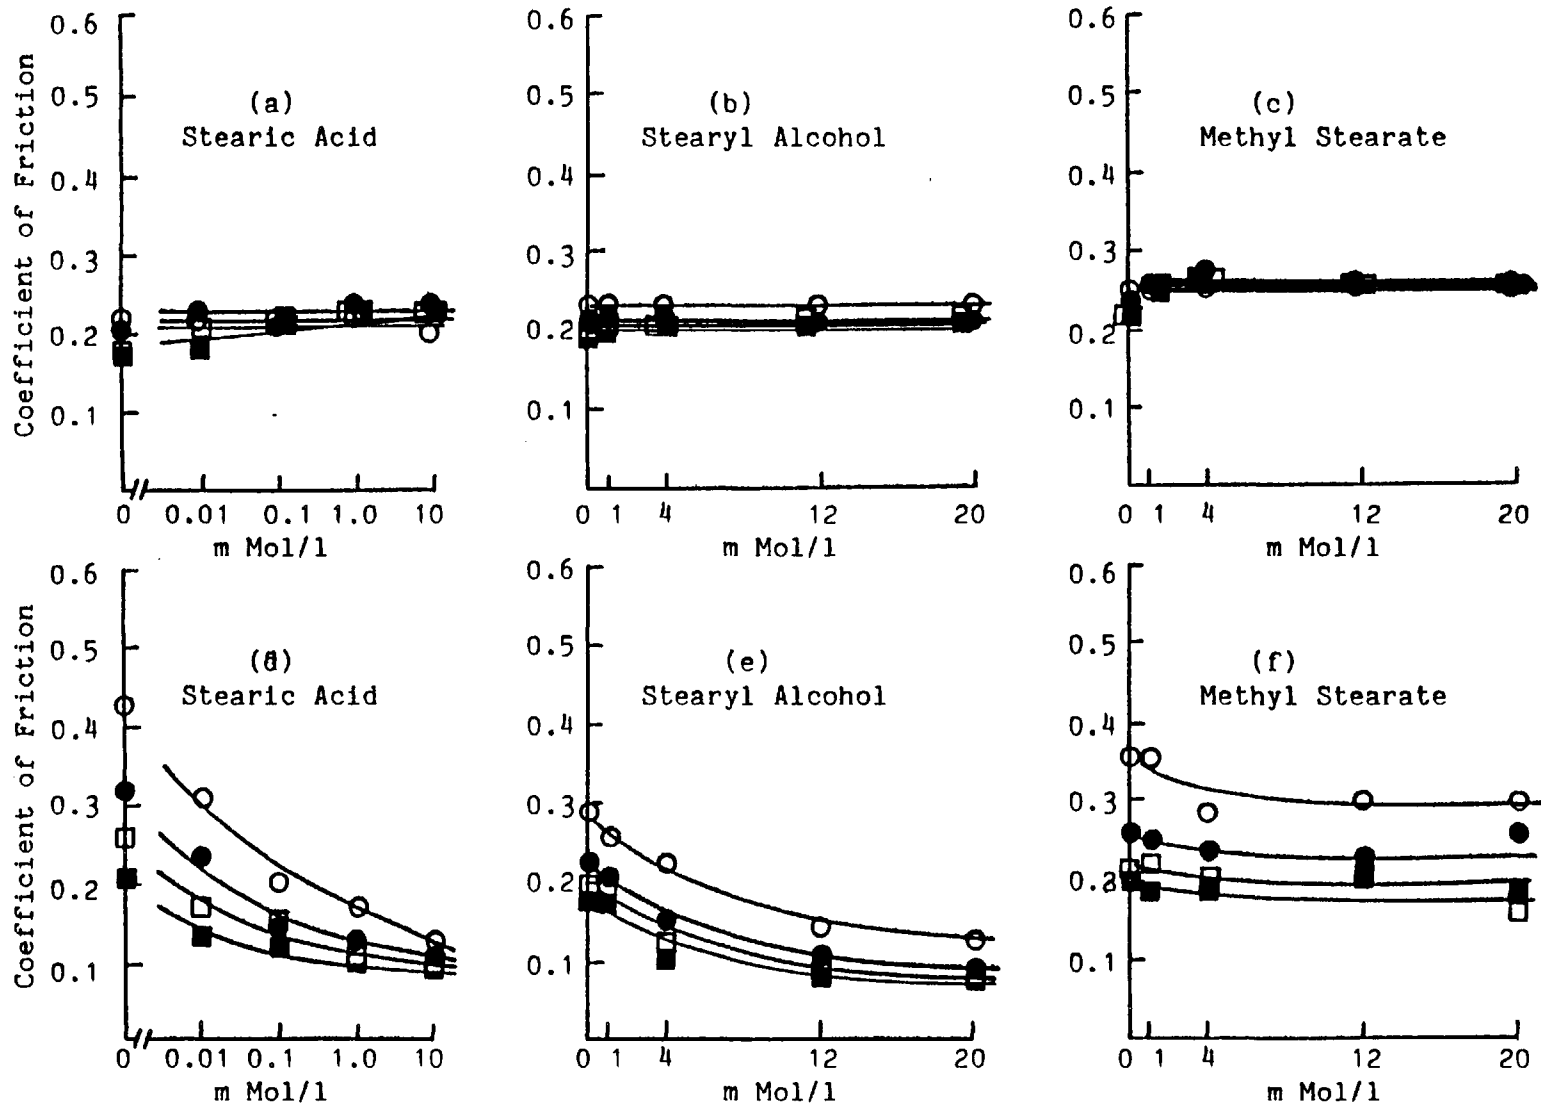 0.6 0.6 0.6
0.5 0.5 0.5
(a) (b) (c)
Stearic Acid Stearyl Alcohol Methyl Stearate
0.4 0.4 0.4
0.3 0.3 0.3
0.2 0.2 0.2
0.1 0.1 0.1
Coefficient of Friction
0 0.01 0.1 1.0 10 0 1 4 12 20 0 1 4 12 20
m Mol/l m Mol/l m Mol/l
0.6 0.6 0.6
0.5 0.5 0.5
(d) (e) (f)
Stearic Acid Stearyl Alcohol Methyl Stearate
0.4 0.4 0.4
0.3 0.3 0.3
0.2 0.2 0.2
0.1 0.1 0.1
Coefficient of Friction
0 0.01 0.1 1.0 10 0 1 4 12 20 0 1 4 12 20
m Mol/l m Mol/l m Mol/l